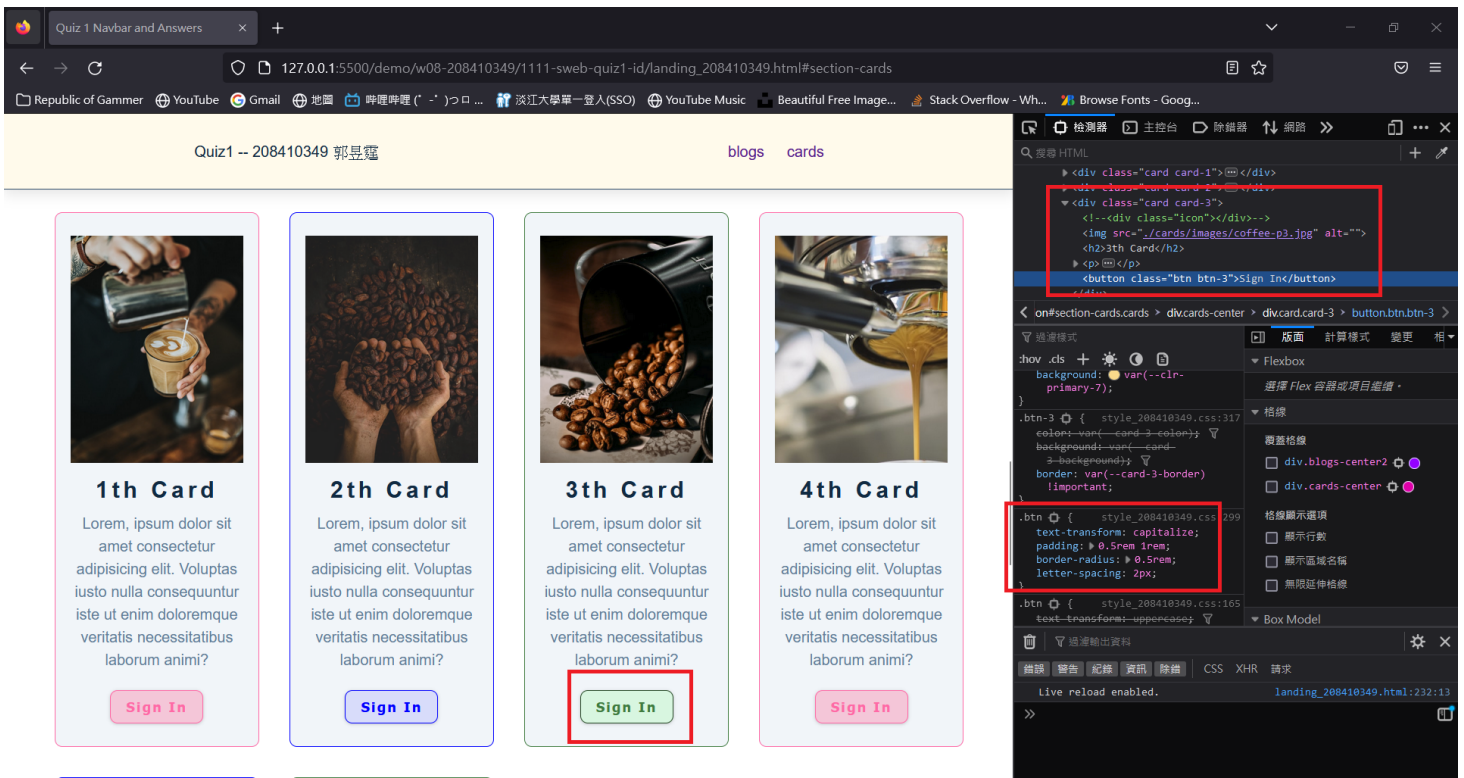 Quiz 1 Navbar and Answers
127.0.0.1:5500/demo/w08-208410349/1111-sweb-quiz1-id/landing_208410349.html#section-cards
Republic of Gammer YouTube Gmail 地圖 嗶哩嗶哩 (゜-゜)つロ ... 淡江大學單一登入(SSO) YouTube Music Beautiful Free Image... Stack Overflow - Wh... Browse Fonts - Goog...
Quiz1 -- 208410349 郭昱霆 blogs cards
1th Card
Lorem, ipsum dolor sit
amet consectetur
adipisicing elit. Voluptas
iusto nulla consequuntur
iste ut enim doloremque
veritatis necessitatibus
laborum animi?
Sign In
2th Card
Lorem, ipsum dolor sit
amet consectetur
adipisicing elit. Voluptas
iusto nulla consequuntur
iste ut enim doloremque
veritatis necessitatibus
laborum animi?
Sign In
3th Card
Lorem, ipsum dolor sit
amet consectetur
adipisicing elit. Voluptas
iusto nulla consequuntur
iste ut enim doloremque
veritatis necessitatibus
laborum animi?
Sign In
4th Card
Lorem, ipsum dolor sit
amet consectetur
adipisicing elit. Voluptas
iusto nulla consequuntur
iste ut enim doloremque
veritatis necessitatibus
laborum animi?
Sign In
檢測器 主控台 除錯器 網路
搜尋 HTML
<div class="card card-1"></div>
<div class="card card-2"></div>
<div class="card card-3">
<!--<div class="icon"></div>-->
<img src="./cards/images/coffee-p3.jpg" alt="">
<h2>3th Card</h2>
<p></p>
<button class="btn btn-3">Sign In</button>
</div>
on#section-cards.cards > div.cards-center > div.card.card-3 > button.btn.btn-3
過濾樣式
:hov .cls
background: var(--clr-
primary-7);
}
.btn-3 { style_208410349.css:317
color: var(--card-3-color);
background: var(--card-
3-background);
border: var(--card-3-border)
!important;
}
.btn { style_208410349.css:299
text-transform: capitalize;
padding: 0.5rem 1rem;
border-radius: 0.5rem;
letter-spacing: 2px;
}
.btn { style_208410349.css:165
text-transform: uppercase;
版面 計算樣式 變更 相
Flexbox
選擇 Flex 容器或項目繼續。
格線
覆蓋格線
div.blogs-center2
div.cards-center
格線顯示選項
顯示行數
顯示區域名稱
無限延伸格線
Box Model
過濾輸出資料
錯誤 警告 紀錄 資訊 除錯 CSS XHR 請求
Live reload enabled. landing_208410349.html:232:13